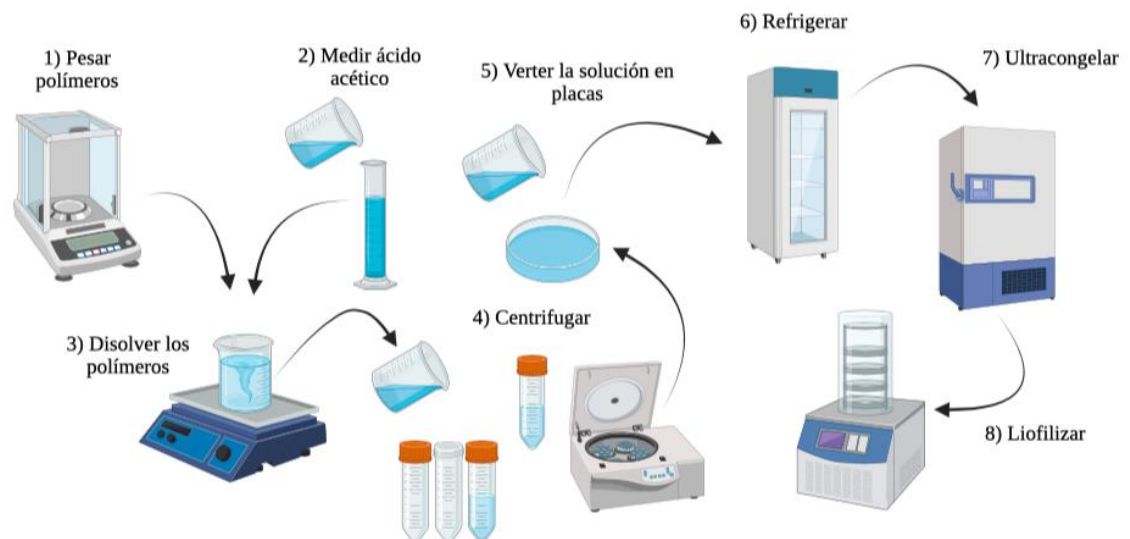 1) Pesar
polímeros
2) Medir ácido
acético
3) Disolver los
polímeros
4) Centrifugar
5) Verter la solución en
placas
6) Refrigerar
7) Ultracongelar
8) Liofilizar